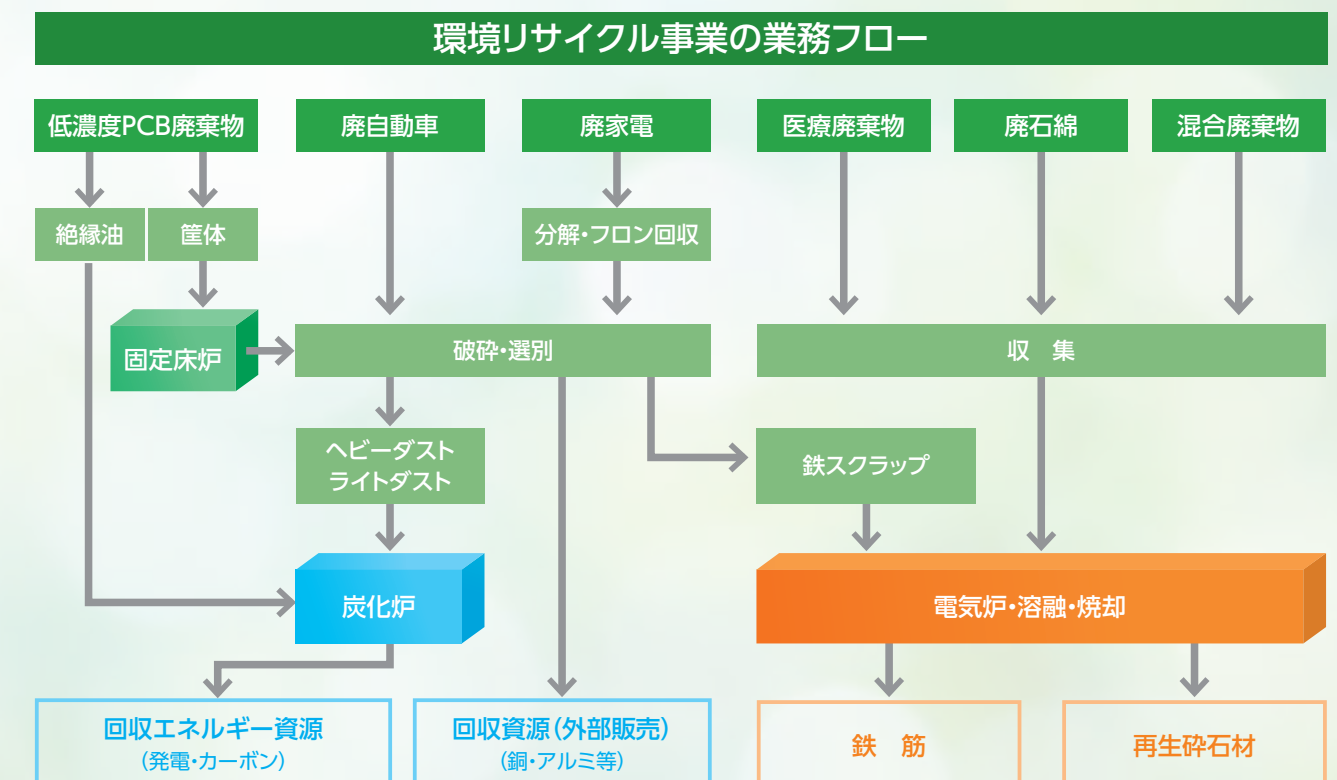 環境リサイクル事業の業務フロー
低濃度PCB廃棄物
廃自動車
廃家電
医療廃棄物
廃石綿
混合廃棄物
絶縁油
筐体
分解・フロン回収
固定床炉
破砕・選別
収　集
ヘビーダスト
ライトダスト
鉄スクラップ
炭化炉
電気炉・溶融・焼却
回収エネルギー資源
(発電・カーボン)
回収資源(外部販売)
(銅・アルミ等)
鉄　筋
再生砕石材